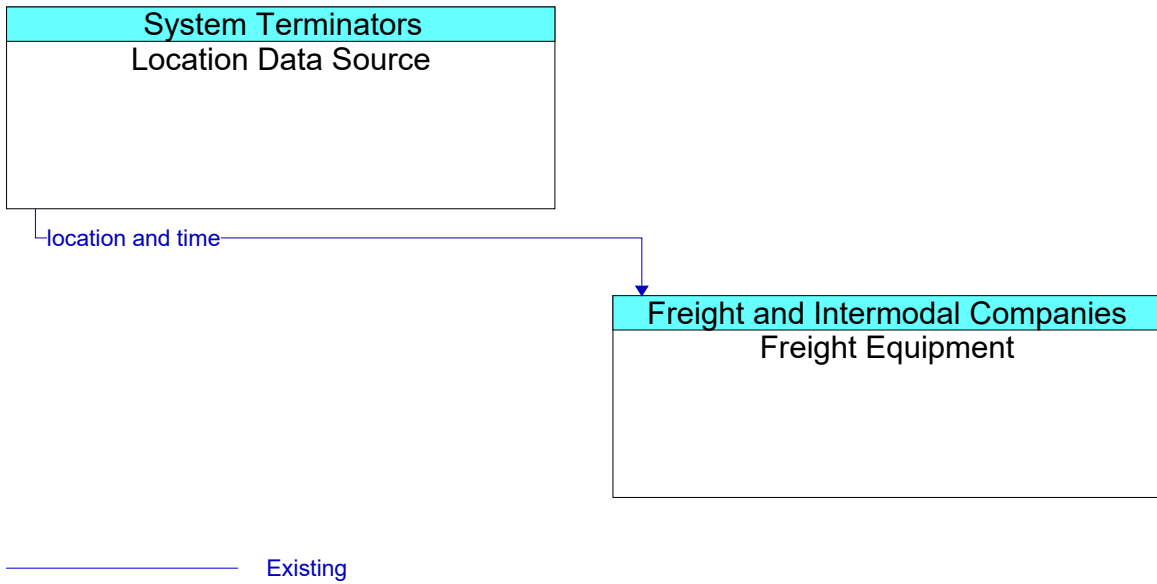 System Terminators
Location Data Source
location and time
Freight and Intermodal Companies
Freight Equipment
Existing